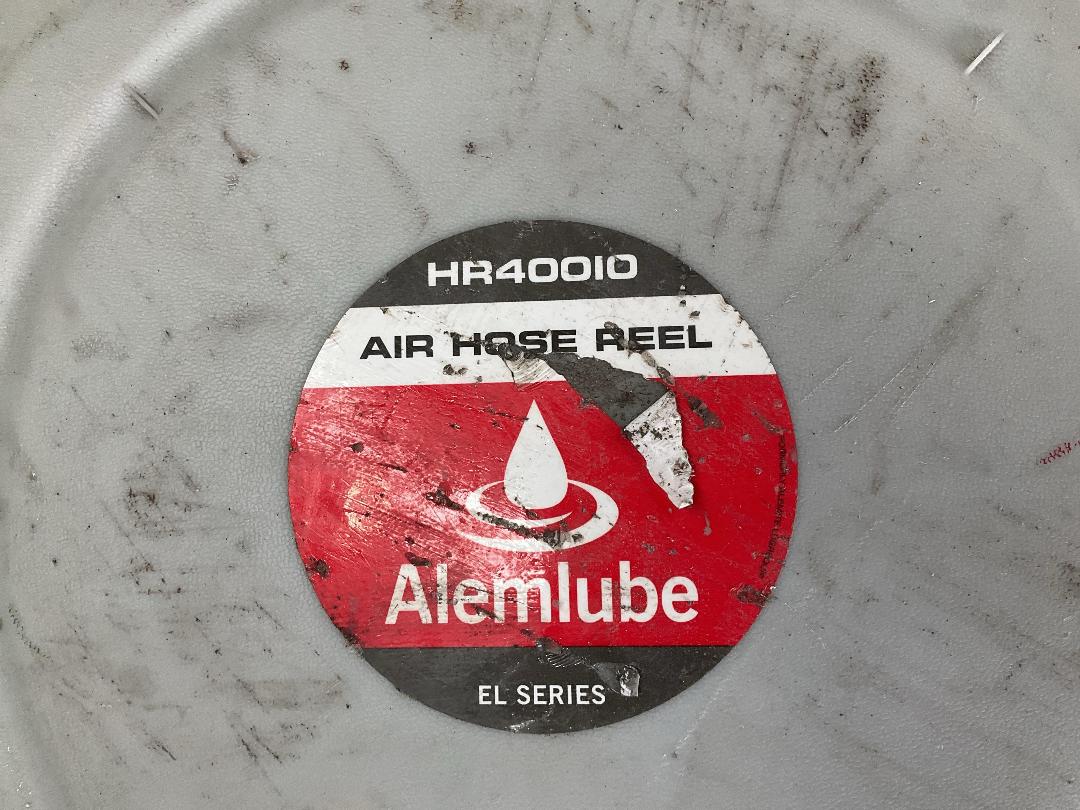 HR40010
AIR HOSE REEL
Alemlube
EL SERIES